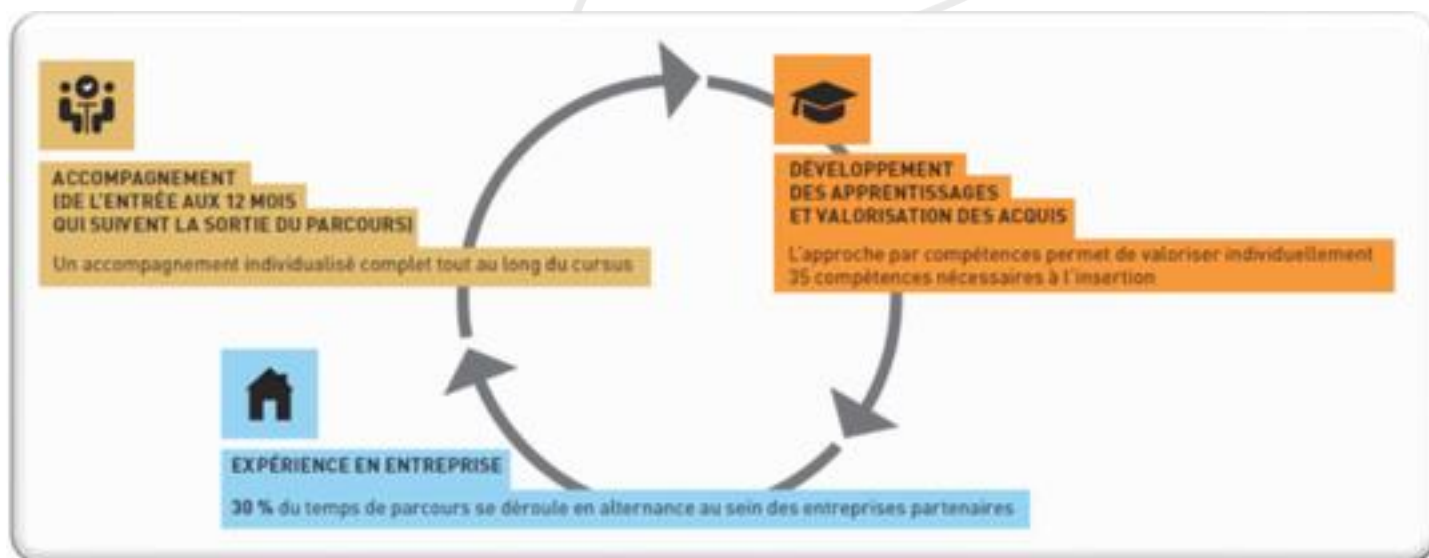 ACCOMPAGNEMENT
(DE L'ENTRÉE AUX 12 MOIS
QUI SUIVENT LA SORTIE DU PARCOURS)
Un accompagnement individualisé complet tout au long du cursus
DÉVELOPPEMENT
DES APPRENTISSAGES
ET VALORISATION DES ACQUIS
L'approche par compétences permet de valoriser individuellement
35 compétences nécessaires à l'insertion
EXPÉRIENCE EN ENTREPRISE
30 % du temps de parcours se déroule en alternance au sein des entreprises partenaires